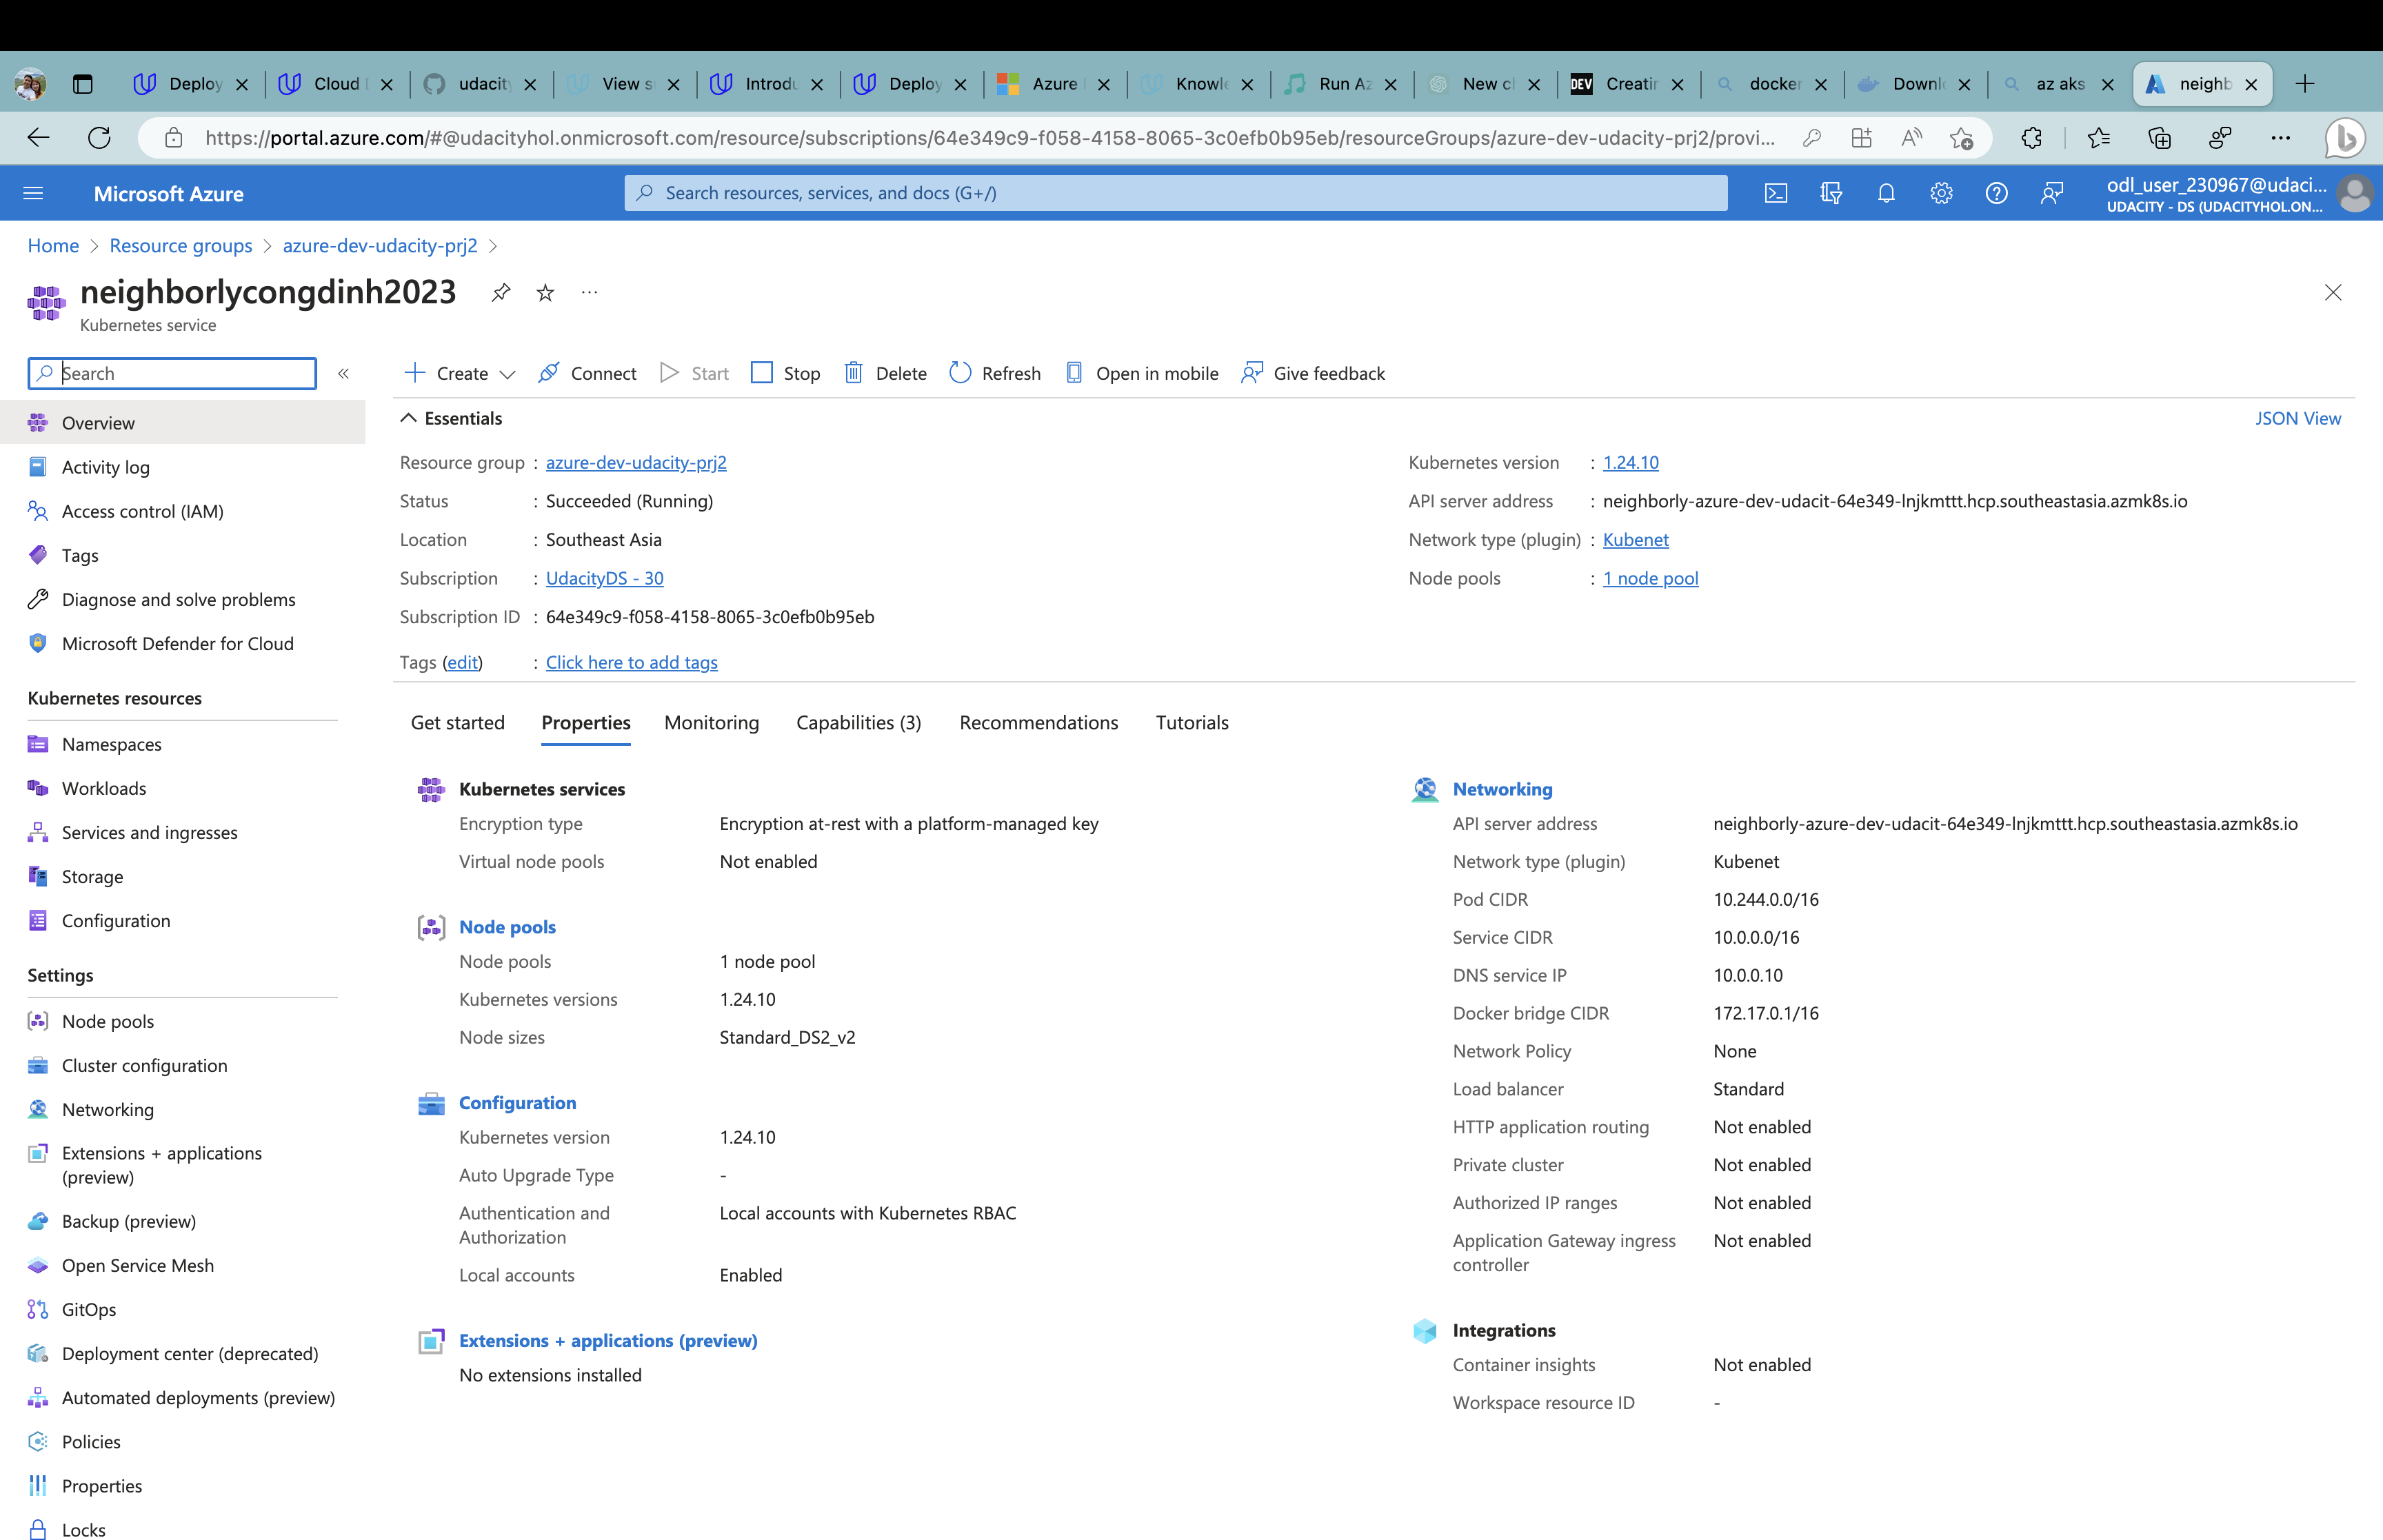 Deploy
Cloud
udacity
View s
Introdu
Deploy
Azure
Knowle
Run Az
New c
DEV Creatin
docker
Downl
az aks
neighb
https://portal.azure.com/#@udacityhol.onmicrosoft.com/resource/subscriptions/64e349c9-f058-4158-8065-3c0efb0b95eb/resourceGroups/azure-dev-udacity-prj2/provi...
Microsoft Azure
Search resources, services, and docs (G+/)
odl_user_230967@udaci...
UDACITY - DS (UDACITYHOL.ON...
Home > Resource groups > azure-dev-udacity-prj2 >
neighborlycongdinh2023
...
Kubernetes service
Search
«
Create
Connect
Start
Stop
Delete
Refresh
Open in mobile
Give feedback
Overview
Activity log
Access control (IAM)
Tags
Diagnose and solve problems
Microsoft Defender for Cloud
Kubernetes resources
Namespaces
Workloads
Services and ingresses
Storage
Configuration
Settings
Node pools
Cluster configuration
Networking
Extensions + applications
(preview)
Backup (preview)
Open Service Mesh
GitOps
Deployment center (deprecated)
Automated deployments (preview)
Policies
Properties
Locks
Essentials
JSON View
Resource group : azure-dev-udacity-prj2
Status : Succeeded (Running)
Location : Southeast Asia
Subscription : UdacityDS - 30
Subscription ID : 64e349c9-f058-4158-8065-3c0efb0b95eb
Tags (edit) : Click here to add tags
Kubernetes version : 1.24.10
API server address : neighborly-azure-dev-udacit-64e349-lnjkmttt.hcp.southeastasia.azmk8s.io
Network type (plugin) : Kubenet
Node pools : 1 node pool
Get started
Properties
Monitoring
Capabilities (3)
Recommendations
Tutorials
Kubernetes services
Encryption type Encryption at-rest with a platform-managed key
Virtual node pools Not enabled
Node pools
Node pools 1 node pool
Kubernetes versions 1.24.10
Node sizes Standard_DS2_v2
Configuration
Kubernetes version 1.24.10
Auto Upgrade Type -
Authentication and Local accounts with Kubernetes RBAC
Authorization
Local accounts Enabled
Extensions + applications (preview)
No extensions installed
Networking
API server address neighborly-azure-dev-udacit-64e349-lnjkmttt.hcp.southeastasia.azmk8s.io
Network type (plugin) Kubenet
Pod CIDR 10.244.0.0/16
Service CIDR 10.0.0.0/16
DNS service IP 10.0.0.10
Docker bridge CIDR 172.17.0.1/16
Network Policy None
Load balancer Standard
HTTP application routing Not enabled
Private cluster Not enabled
Authorized IP ranges Not enabled
Application Gateway ingress Not enabled
controller
Integrations
Container insights Not enabled
Workspace resource ID -